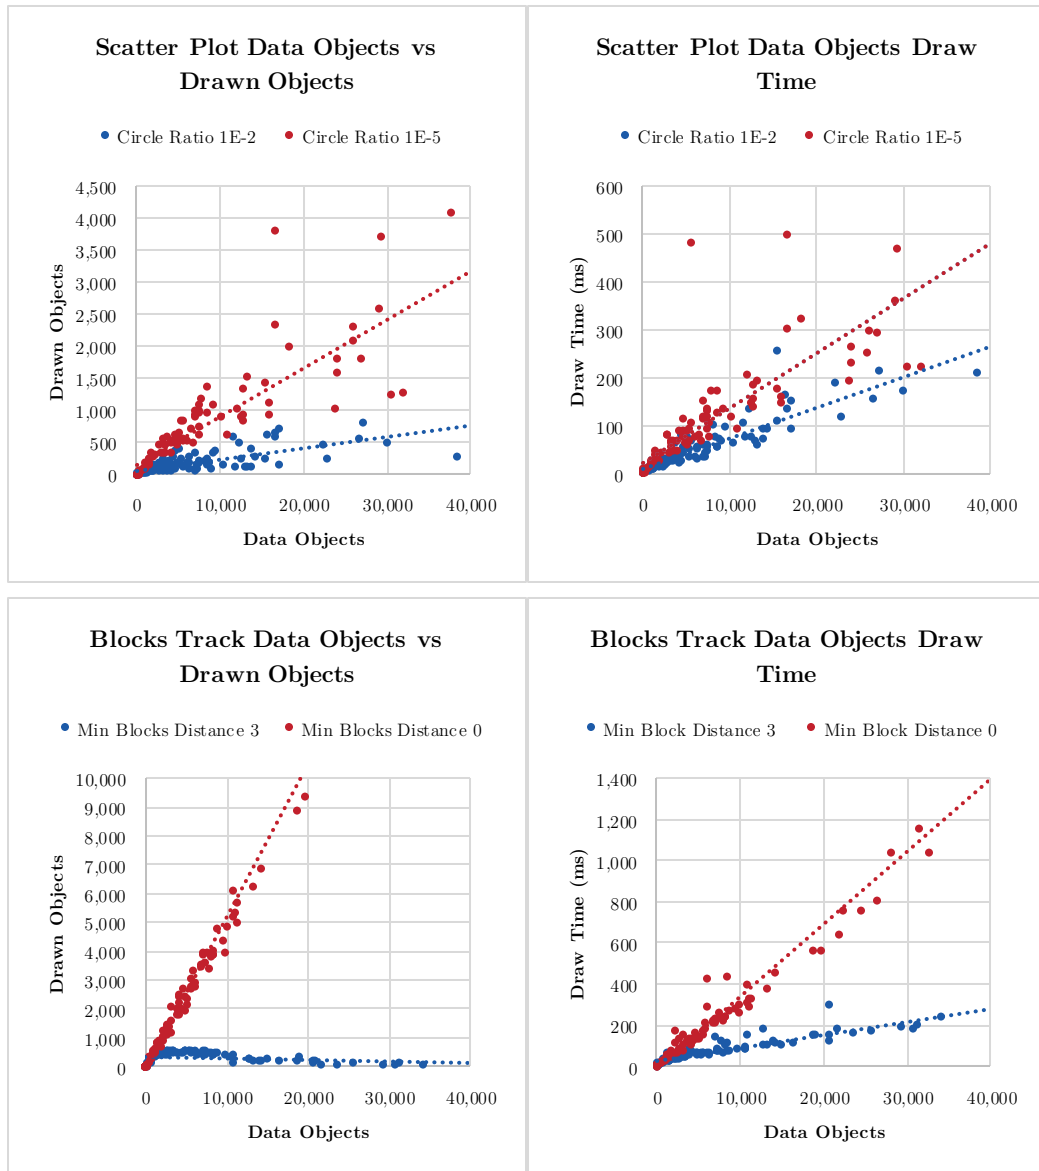 Scatter Plot Data Objects vs
Drawn Objects
Circle Ratio 1E-2 Circle Ratio 1E-5
4,500
4,000
3,500
3,000
2,500
2,000
1,500
1,000
500
0
Drawn Objects
0 10,000 20,000 30,000 40,000
Data Objects
Scatter Plot Data Objects Draw
Time
Circle Ratio 1E-2 Circle Ratio 1E-5
600
500
400
300
200
100
0
Draw Time (ms)
0 10,000 20,000 30,000 40,000
Data Objects
Blocks Track Data Objects vs
Drawn Objects
Min Blocks Distance 3 Min Blocks Distance 0
10,000
9,000
8,000
7,000
6,000
5,000
4,000
3,000
2,000
1,000
0
Drawn Objects
0 10,000 20,000 30,000 40,000
Data Objects
Blocks Track Data Objects Draw
Time
Min Block Distance 3 Min Block Distance 0
1,400
1,200
1,000
800
600
400
200
0
Draw Time (ms)
0 10,000 20,000 30,000 40,000
Data Objects